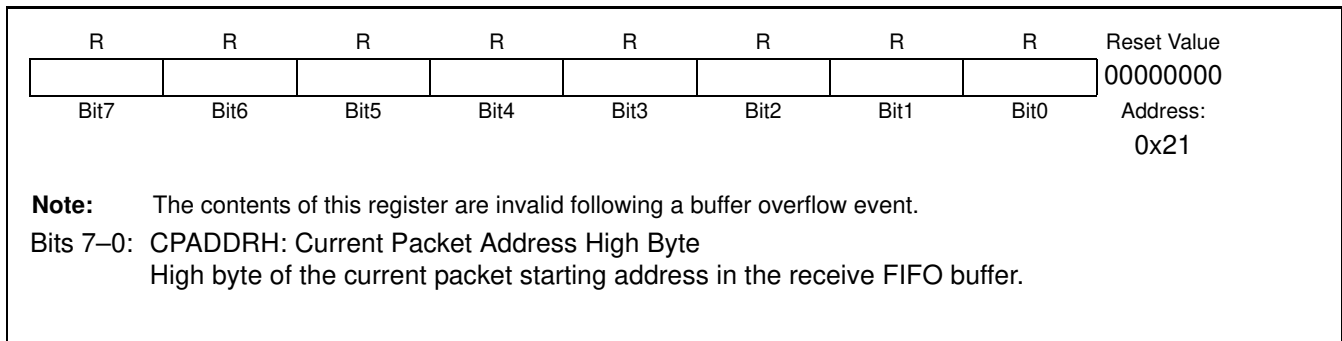 R R R R R R R R Reset Value
00000000
Bit7 Bit6 Bit5 Bit4 Bit3 Bit2 Bit1 Bit0 Address:
0x21
Note: The contents of this register are invalid following a buffer overflow event.
Bits 7–0: CPADDRH: Current Packet Address High Byte
High byte of the current packet starting address in the receive FIFO buffer.